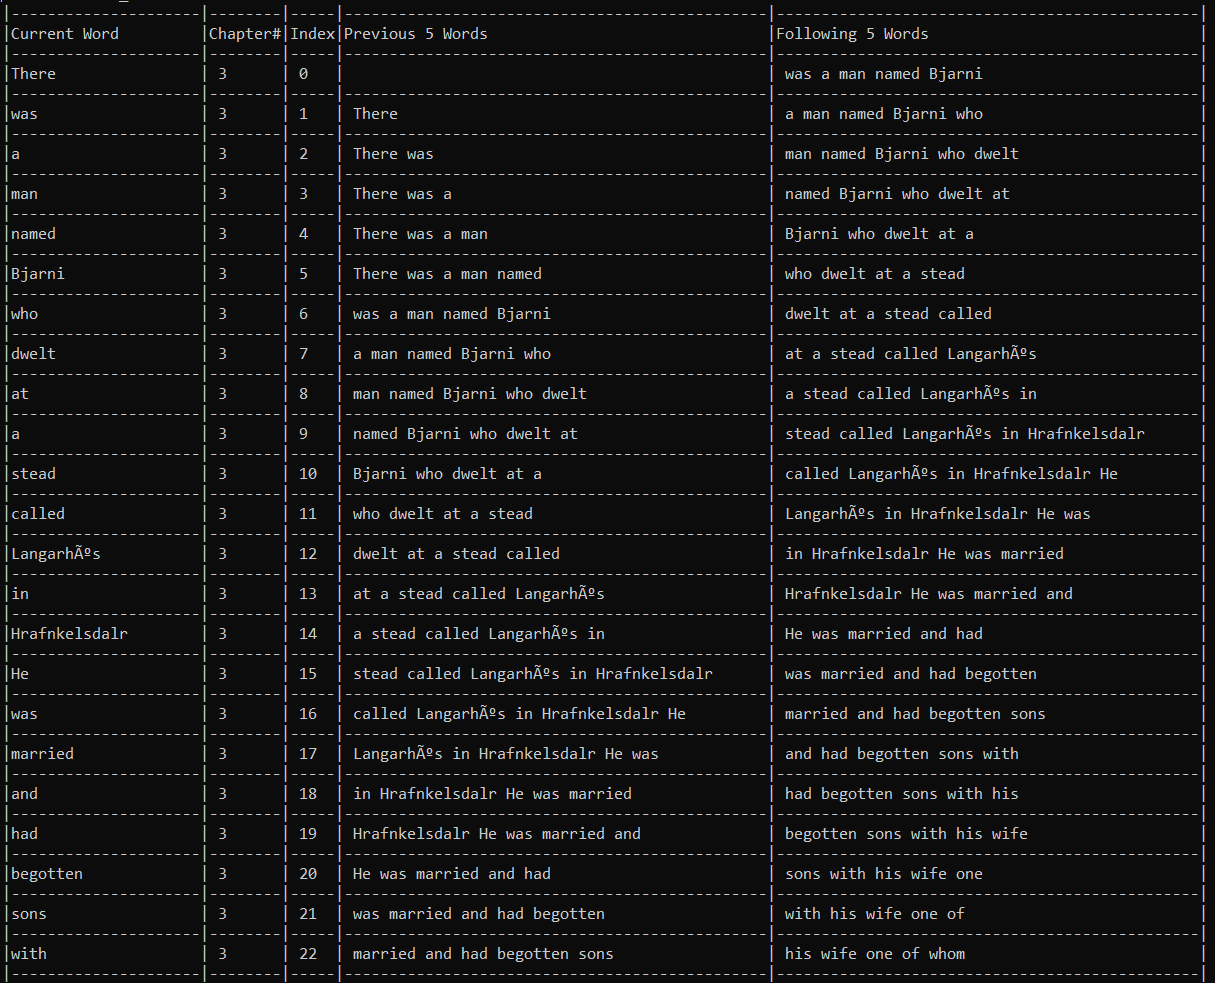 |---------------------|--------|-----|-----------------------------------------------|-----------------------------------------------|
|Current Word |Chapter#|Index|Previous 5 Words |Following 5 Words |
|There | 3 | 0 | | was a man named Bjarni |
|was | 3 | 1 | There | a man named Bjarni who |
|a | 3 | 2 | There was | man named Bjarni who dwelt |
|man | 3 | 3 | There was a | named Bjarni who dwelt at |
|named | 3 | 4 | There was a man | Bjarni who dwelt at a |
|Bjarni | 3 | 5 | There was a man named | who dwelt at a stead |
|who | 3 | 6 | was a man named Bjarni | dwelt at a stead called |
|dwelt | 3 | 7 | a man named Bjarni who | at a stead called LangarhÃºs |
|at | 3 | 8 | man named Bjarni who dwelt | a stead called LangarhÃºs in |
|a | 3 | 9 | named Bjarni who dwelt at | stead called LangarhÃºs in Hrafnkelsdalr |
|stead | 3 | 10 | Bjarni who dwelt at a | called LangarhÃºs in Hrafnkelsdalr He |
|called | 3 | 11 | who dwelt at a stead | LangarhÃºs in Hrafnkelsdalr He was |
|LangarhÃºs | 3 | 12 | dwelt at a stead called | in Hrafnkelsdalr He was married |
|in | 3 | 13 | at a stead called LangarhÃºs | Hrafnkelsdalr He was married and |
|Hrafnkelsdalr | 3 | 14 | a stead called LangarhÃºs in | He was married and had |
|He | 3 | 15 | stead called LangarhÃºs in Hrafnkelsdalr | was married and had begotten |
|was | 3 | 16 | called LangarhÃºs in Hrafnkelsdalr He | married and had begotten sons |
|married | 3 | 17 | LangarhÃºs in Hrafnkelsdalr He was | and had begotten sons with |
|and | 3 | 18 | in Hrafnkelsdalr He was married | had begotten sons with his |
|had | 3 | 19 | Hrafnkelsdalr He was married and | begotten sons with his wife |
|begotten | 3 | 20 | He was married and had | sons with his wife one |
|sons | 3 | 21 | was married and had begotten | with his wife one of |
|with | 3 | 22 | married and had begotten sons | his wife one of whom |